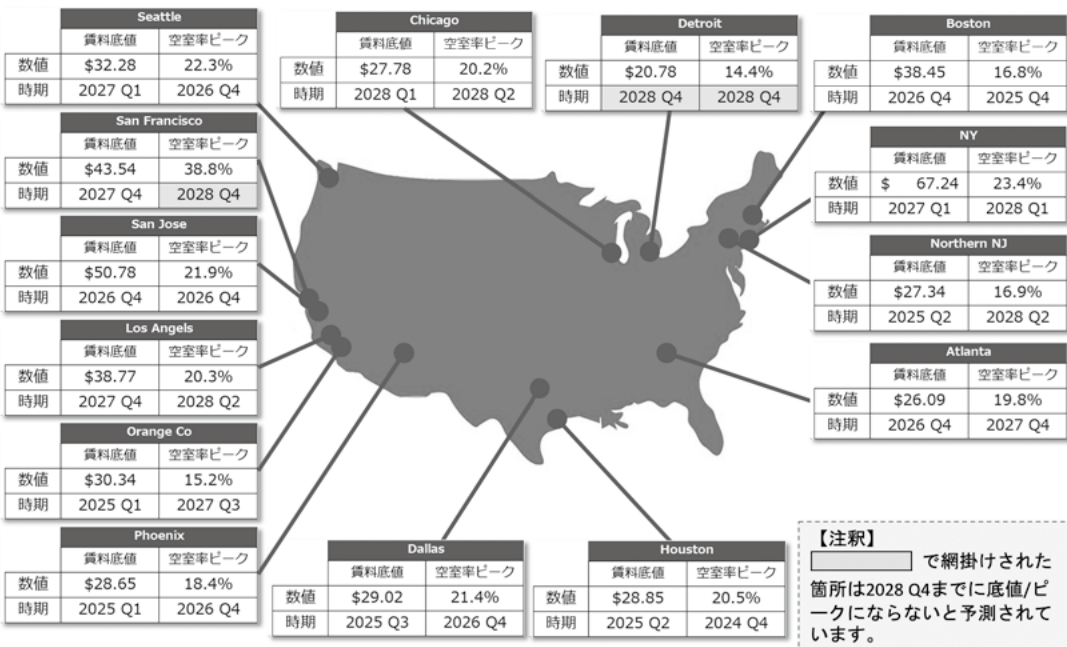 Seattle
賃料底値 空室率ピーク
数値 $32.28 22.3%
時期 2027 Q1 2026 Q4
San Francisco
賃料底値 空室率ピーク
数値 $43.54 38.8%
時期 2027 Q4 2028 Q4
San Jose
賃料底値 空室率ピーク
数値 $50.78 21.9%
時期 2026 Q4 2026 Q4
Los Angels
賃料底値 空室率ピーク
数値 $38.77 20.3%
時期 2027 Q4 2028 Q2
Orange Co
賃料底値 空室率ピーク
数値 $30.34 15.2%
時期 2025 Q1 2027 Q3
Phoenix
賃料底値 空室率ピーク
数値 $28.65 18.4%
時期 2025 Q1 2026 Q4
Chicago
賃料底値 空室率ピーク
数値 $27.78 20.2%
時期 2028 Q1 2028 Q2
Detroit
賃料底値 空室率ピーク
数値 $20.78 14.4%
時期 2028 Q4 2028 Q4
Boston
賃料底値 空室率ピーク
数値 $38.45 16.8%
時期 2026 Q4 2025 Q4
NY
賃料底値 空室率ピーク
数値 $ 67.24 23.4%
時期 2027 Q1 2028 Q1
Northern NJ
賃料底値 空室率ピーク
数値 $27.34 16.9%
時期 2025 Q2 2028 Q2
Atlanta
賃料底値 空室率ピーク
数値 $26.09 19.8%
時期 2026 Q4 2027 Q4
Dallas
賃料底値 空室率ピーク
数値 $29.02 21.4%
時期 2025 Q3 2026 Q4
Houston
賃料底値 空室率ピーク
数値 $28.85 20.5%
時期 2025 Q2 2024 Q4
【注釈】
で網掛けされた
箇所は2028 Q4までに底値/ピ
ークにならないと予測されて
います。